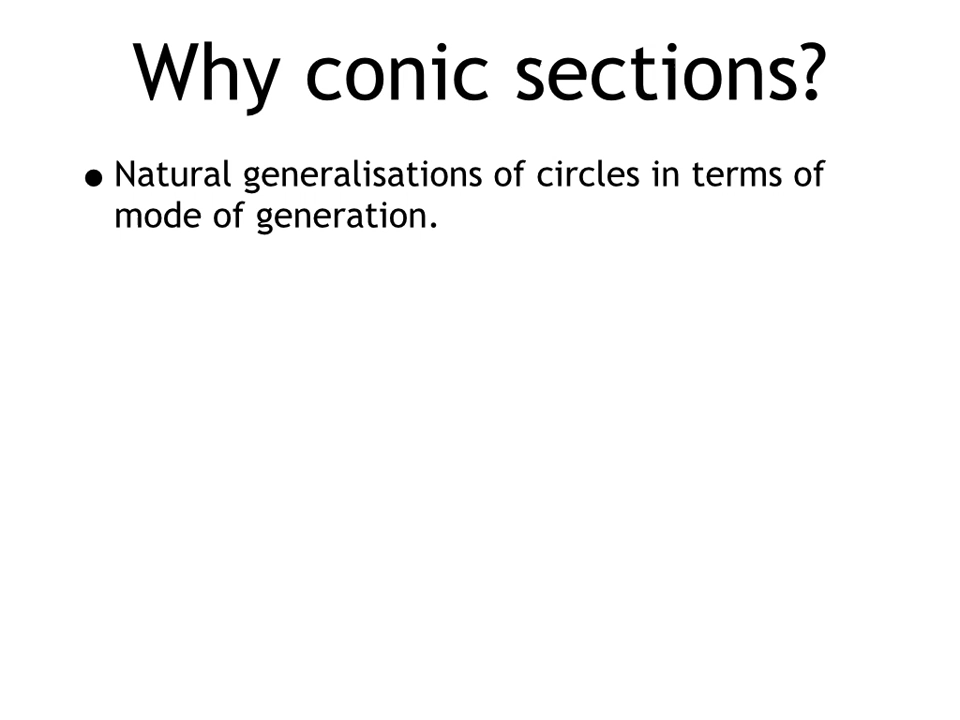 Why conic sections?
• Natural generalisations of circles in terms of
mode of generation.